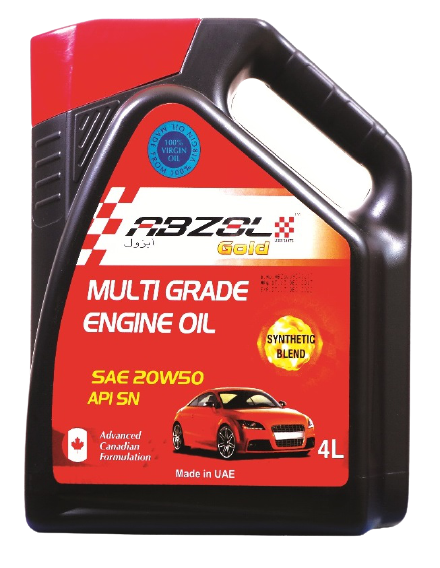 100%
VIRGIN
OIL
ABZOL
ابزول
Gold
MULTI GRADE
ENGINE OIL
SYNTHETIC
BLEND
SAE 20W50
API SN
Advanced
Canadian
Formulation
4L
Made in UAE